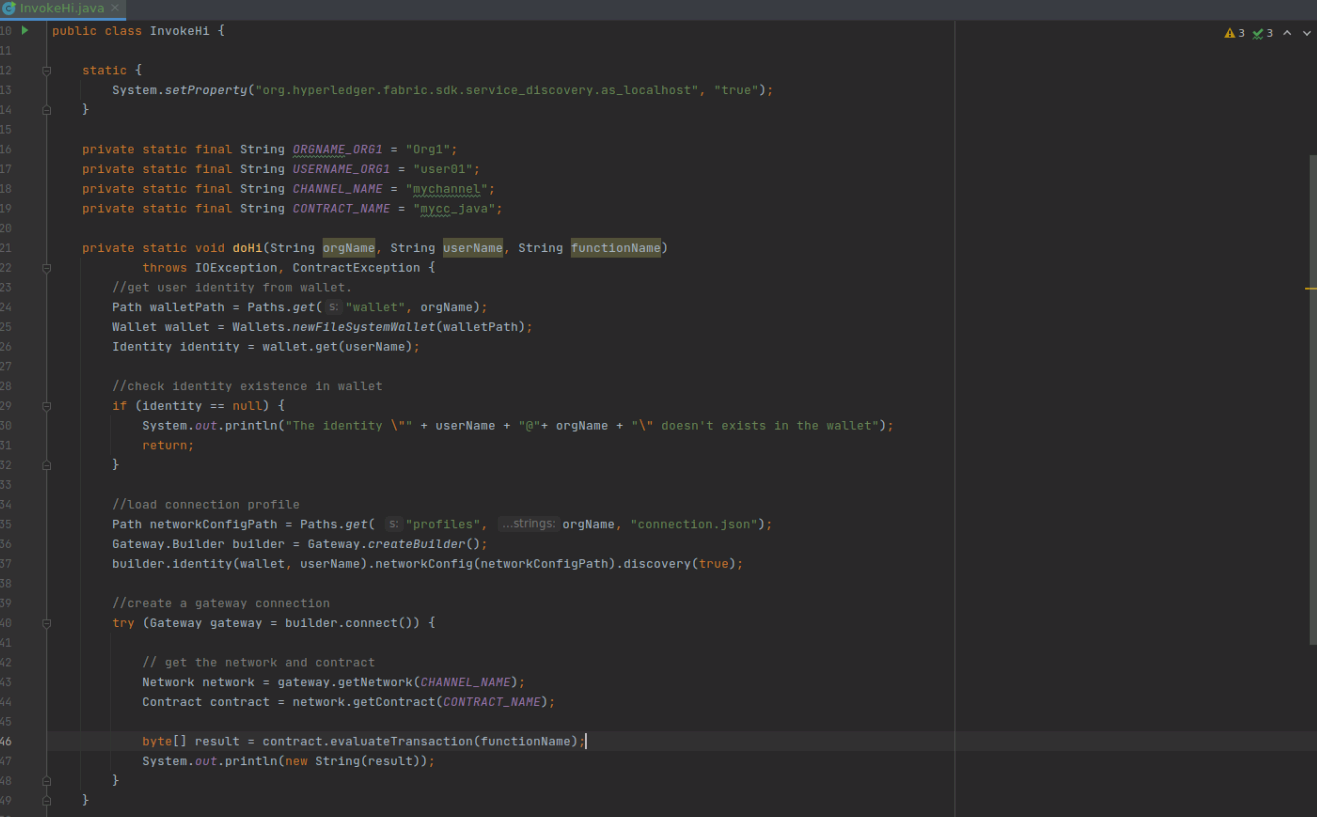 InvokeHi.java
10 public class InvokeHi {
3 3
11
12 static {
13 System.setProperty("org.hyperledger.fabric.sdk.service_discovery.as_localhost", "true");
14 }
15
16 private static final String ORGNAME_ORG1 = "Org1";
17 private static final String USERNAME_ORG1 = "user01";
18 private static final String CHANNEL_NAME = "mychannel";
19 private static final String CONTRACT_NAME = "mycc_java";
20
21 private static void doHi(String orgName, String userName, String functionName)
22 throws IOException, ContractException {
23 //get user identity from wallet.
24 Path walletPath = Paths.get( s: "wallet", orgName);
25 Wallet wallet = Wallets.newFileSystemWallet(walletPath);
26 Identity identity = wallet.get(userName);
27
28 //check identity existence in wallet
29 if (identity == null) {
30 System.out.println("The identity \"" + userName + "@"+ orgName + "\" doesn't exists in the wallet");
31 return;
32 }
33
34 //load connection profile
35 Path networkConfigPath = Paths.get( s: "profiles", ...strings: orgName, "connection.json");
36 Gateway.Builder builder = Gateway.createBuilder();
37 builder.identity(wallet, userName).networkConfig(networkConfigPath).discovery(true);
38
39 //create a gateway connection
40 try (Gateway gateway = builder.connect()) {
41
42 // get the network and contract
43 Network network = gateway.getNetwork(CHANNEL_NAME);
44 Contract contract = network.getContract(CONTRACT_NAME);
45
46 byte[] result = contract.evaluateTransaction(functionName);
47 System.out.println(new String(result));
48 }
49 }